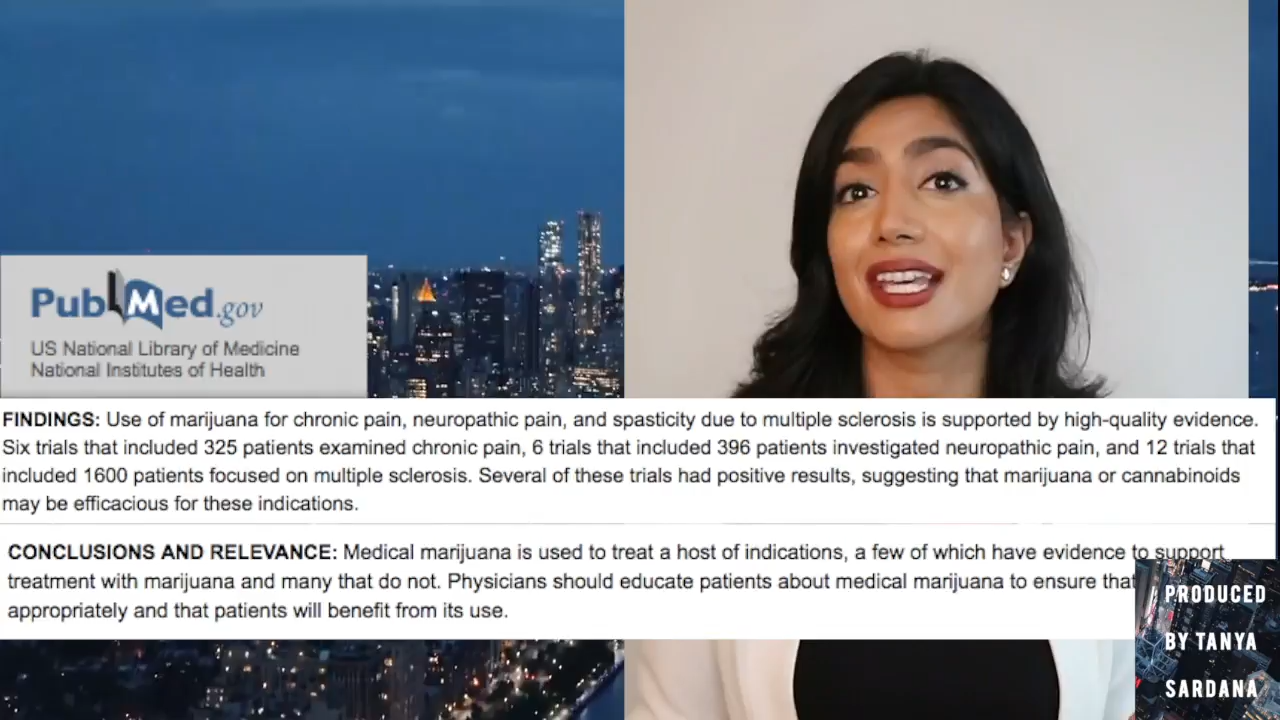 PubMed.gov
US National Library of Medicine
National Institutes of Health
FINDINGS: Use of marijuana for chronic pain, neuropathic pain, and spasticity due to multiple sclerosis is supported by high-quality evidence.
Six trials that included 325 patients examined chronic pain, 6 trials that included 396 patients investigated neuropathic pain, and 12 trials that
included 1600 patients focused on multiple sclerosis. Several of these trials had positive results, suggesting that marijuana or cannabinoids
may be efficacious for these indications.
CONCLUSIONS AND RELEVANCE: Medical marijuana is used to treat a host of indications, a few of which have evidence to support
treatment with marijuana and many that do not. Physicians should educate patients about medical marijuana to ensure that
appropriately and that patients will benefit from its use.
PRODUCED
BY TANYA
SARDANA